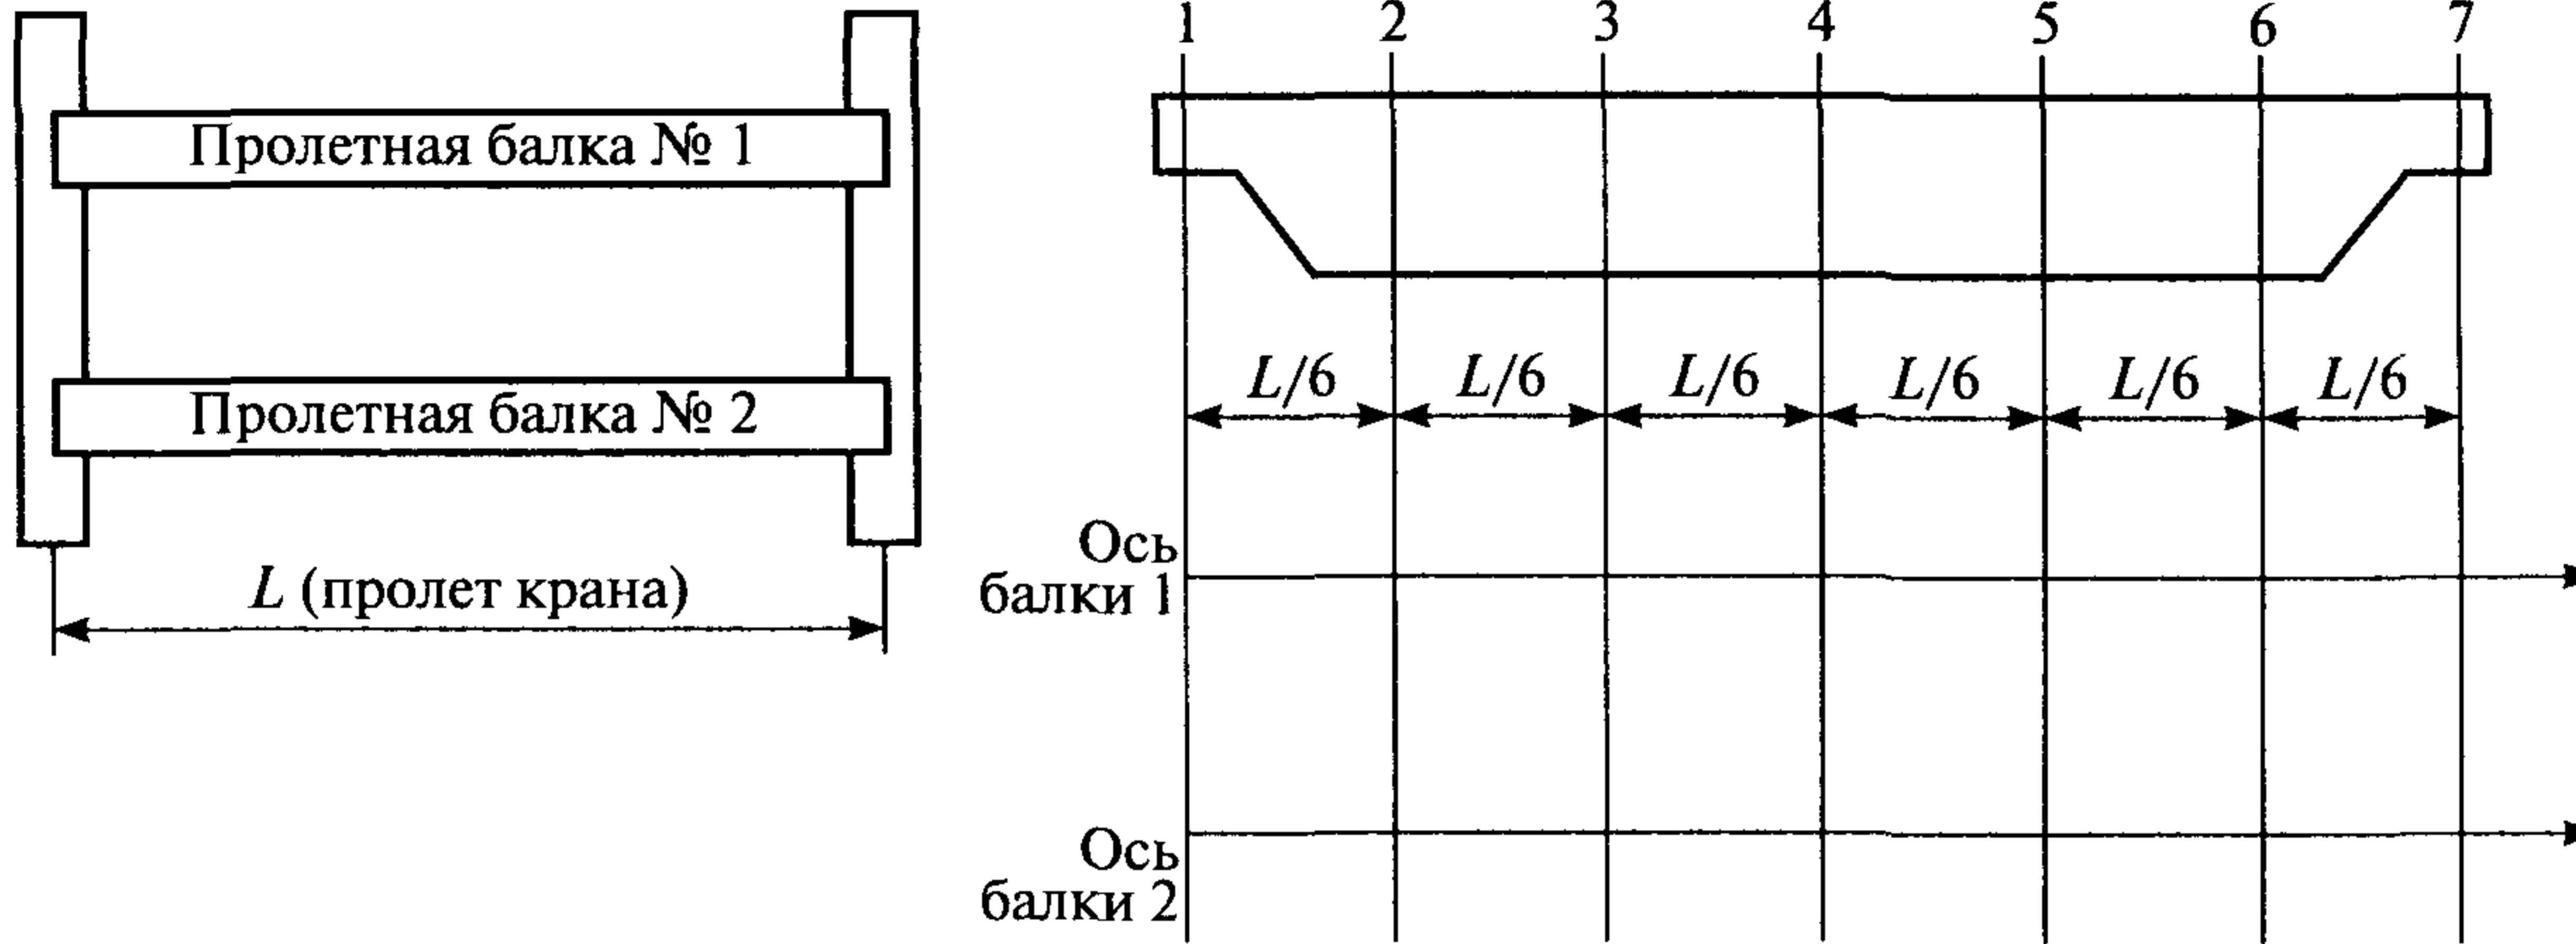 Пролетная балка № 1
Пролетная балка № 2
L (пролет крана)
1 2 3 4 5 6 7
L/6 L/6 L/6 L/6 L/6 L/6
Ось
балки 1
Ось
балки 2